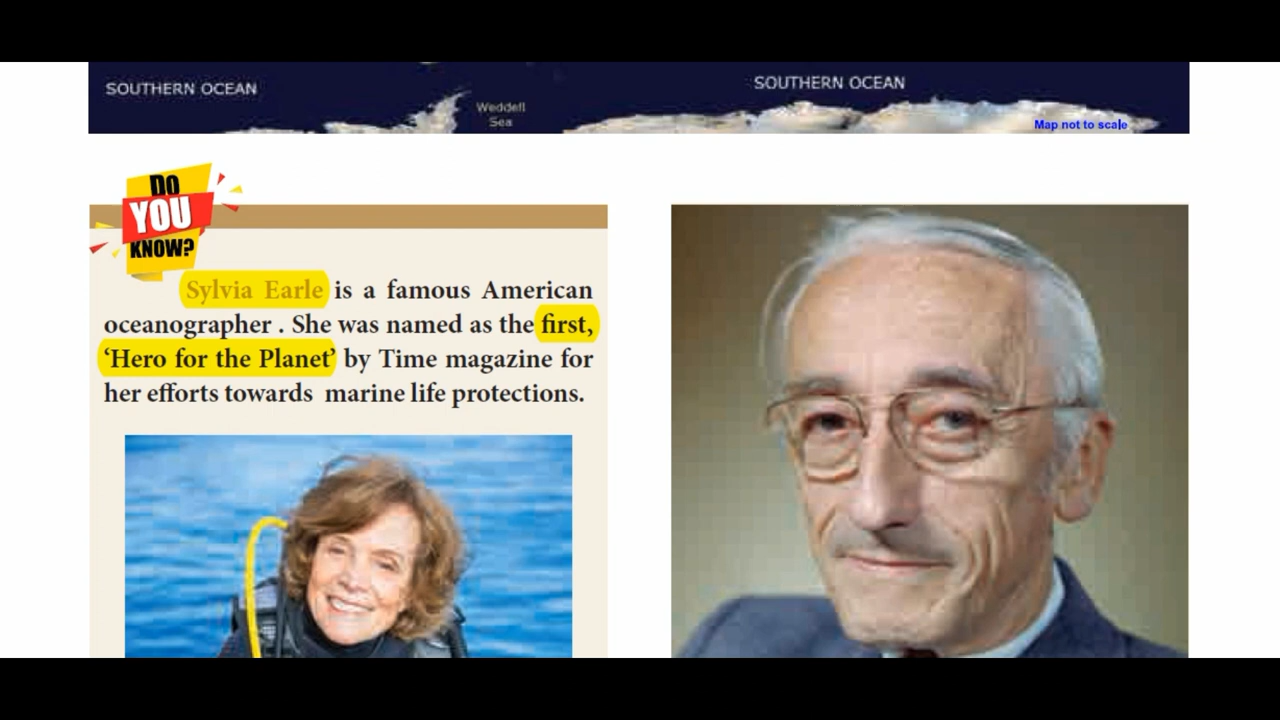 SOUTHERN OCEAN
Weddell
Sea
SOUTHERN OCEAN
Map not to scale
DO
YOU
KNOW?
Sylvia Earle is a famous American
oceanographer . She was named as the first,
‘Hero for the Planet’ by Time magazine for
her efforts towards marine life protections.